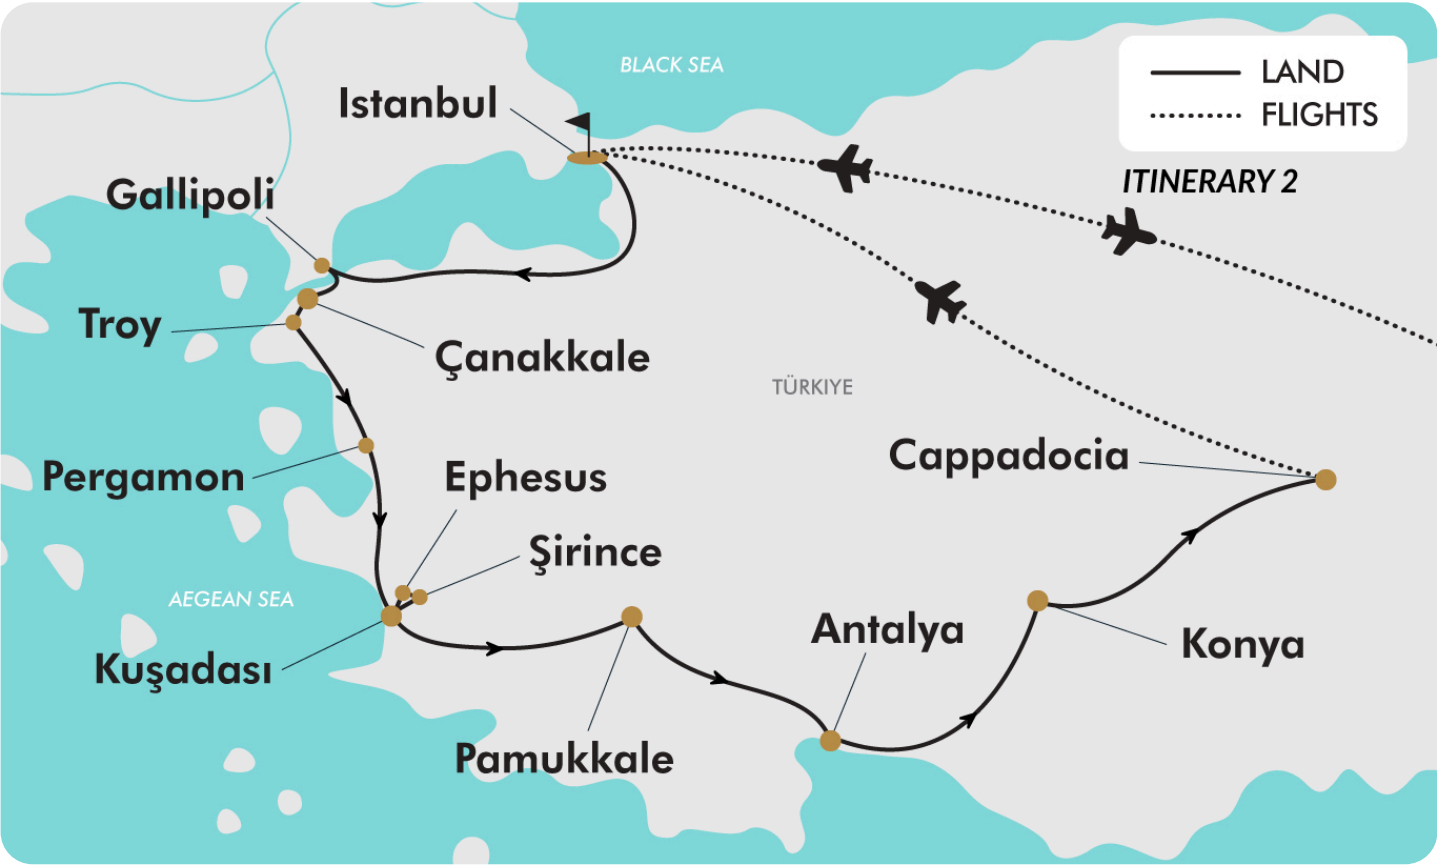 BLACK SEA
LAND
FLIGHTS
Istanbul
ITINERARY 2
Gallipoli
Troy
Çanakkale
TÜRKIYE
Cappadocia
Pergamon
Ephesus
Şirince
AEGEAN SEA
Antalya
Konya
Kuşadası
Pamukkale